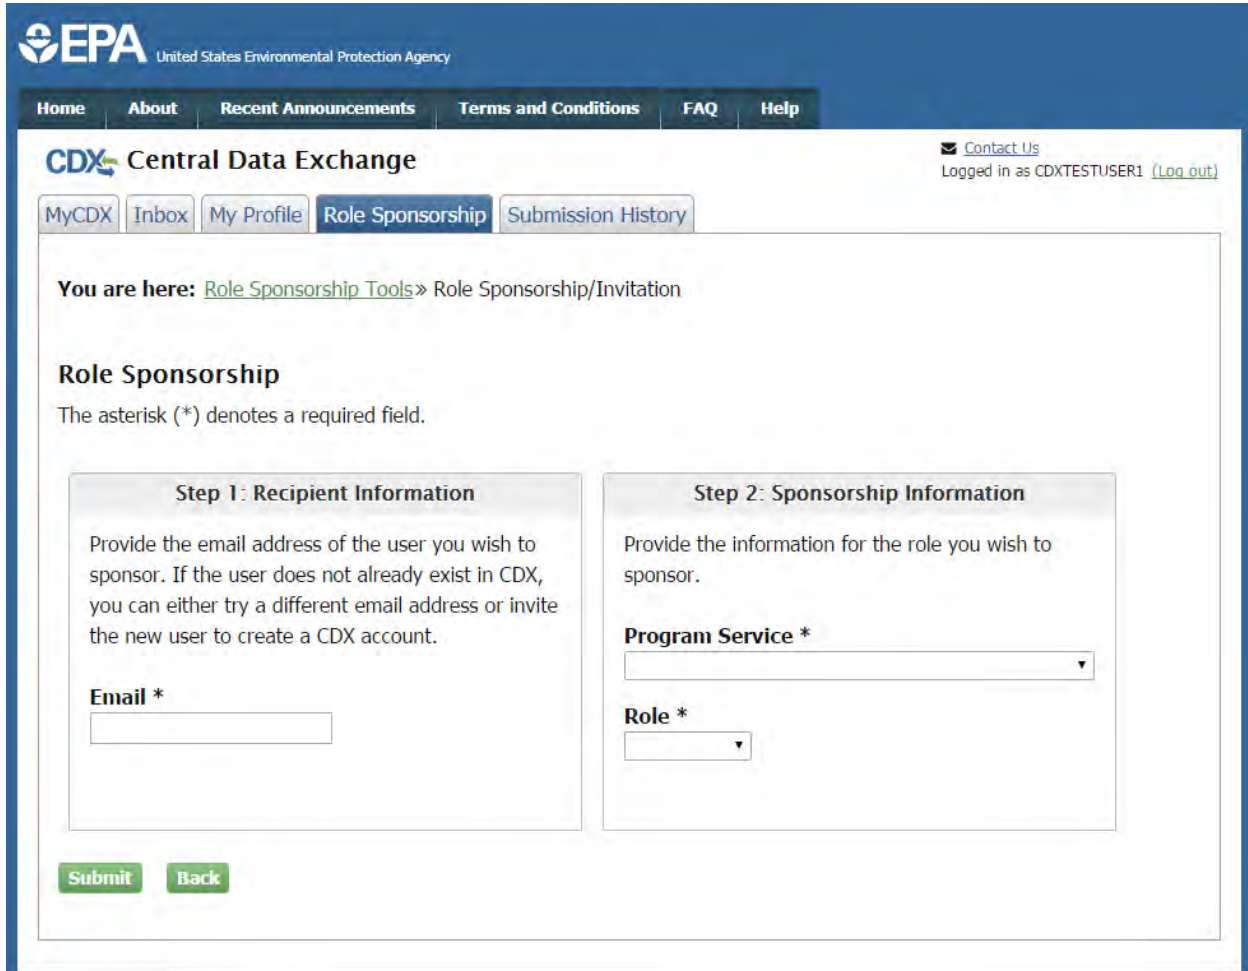 EPA United States Environmental Protection Agency
Home About Recent Announcements Terms and Conditions FAQ Help
CDX Central Data Exchange
Contact Us
Logged in as CDXTESTUSER1 (Log out)
MyCDX Inbox My Profile Role Sponsorship Submission History
You are here: Role Sponsorship Tools» Role Sponsorship/Invitation
Role Sponsorship
The asterisk (*) denotes a required field.
Step 1: Recipient Information
Provide the email address of the user you wish to
sponsor. If the user does not already exist in CDX,
you can either try a different email address or invite
the new user to create a CDX account.
Email *
Step 2: Sponsorship Information
Provide the information for the role you wish to
sponsor.
Program Service *
Role *
Submit Back